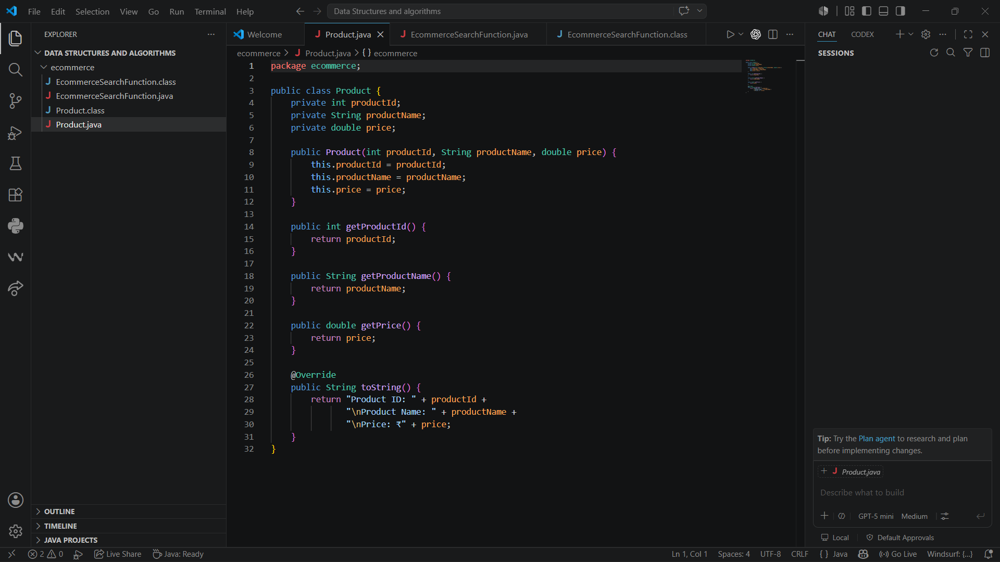 File Edit Selection View Go Run Terminal Help
Data Structures and algorithms
EXPLORER
DATA STRUCTURES AND ALGORITHMS
ecommerce
J EcommerceSearchFunction.class
J EcommerceSearchFunction.java
J Product.class
J Product.java
OUTLINE
TIMELINE
JAVA PROJECTS
Welcome J Product.java J EcommerceSearchFunction.java J EcommerceSearchFunction.class
ecommerce > J Product.java > {} ecommerce
1 package ecommerce;
2
3 public class Product {
4 private int productId;
5 private String productName;
6 private double price;
7
8 public Product(int productId, String productName, double price) {
9 this.productId = productId;
10 this.productName = productName;
11 this.price = price;
12 }
13
14 public int getProductId() {
15 return productId;
16 }
17
18 public String getProductName() {
19 return productName;
20 }
21
22 public double getPrice() {
23 return price;
24 }
25
26 @Override
27 public String toString() {
28 return "Product ID: " + productId +
29 "\nProduct Name: " + productName +
30 "\nPrice: ₹" + price;
31 }
32 }
CHAT CODEX
SESSIONS
Tip: Try the Plan agent to research and plan
before implementing changes.
J Product.java
Describe what to build
GPT-5 mini Medium
Local Default Approvals
2 0 Live Share Java: Ready
Ln 1, Col 1 Spaces: 4 UTF-8 CRLF {} Java Go Live Windsurf: {...}